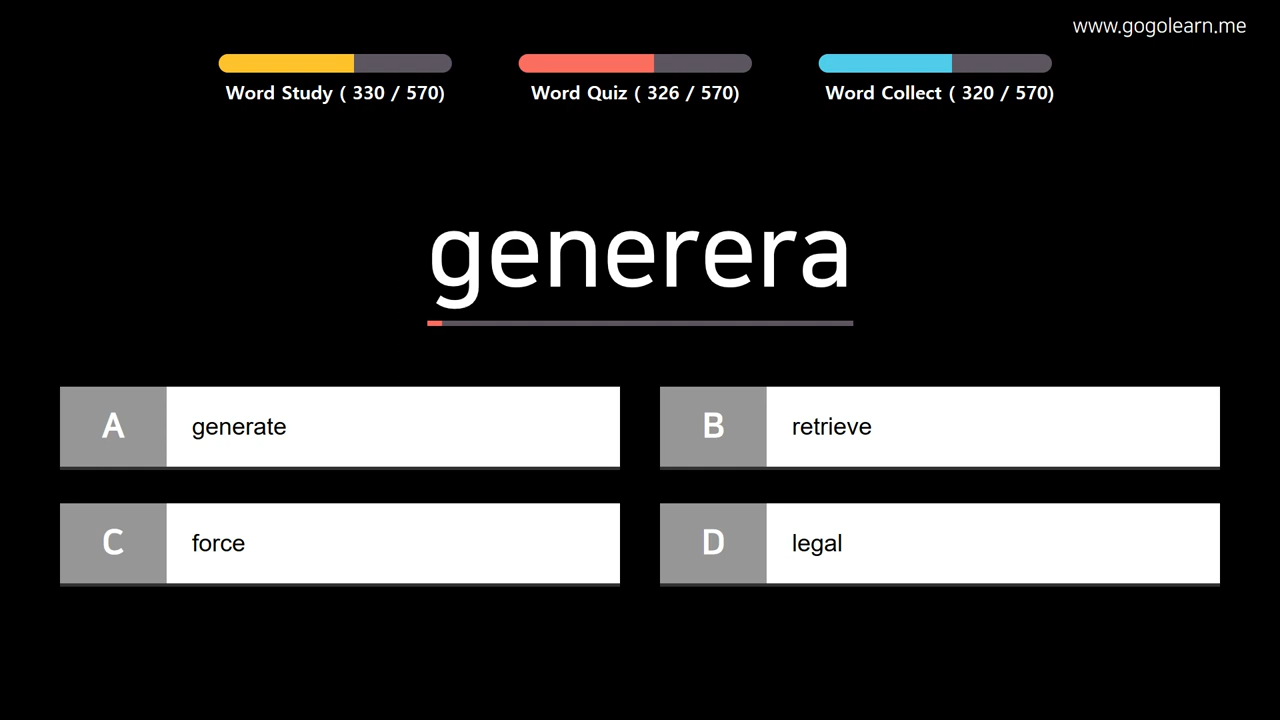 www.gogolearn.me
Word Study ( 330 / 570)
Word Quiz ( 326 / 570)
Word Collect ( 320 / 570)
generera
A
generate
B
retrieve
C
force
D
legal